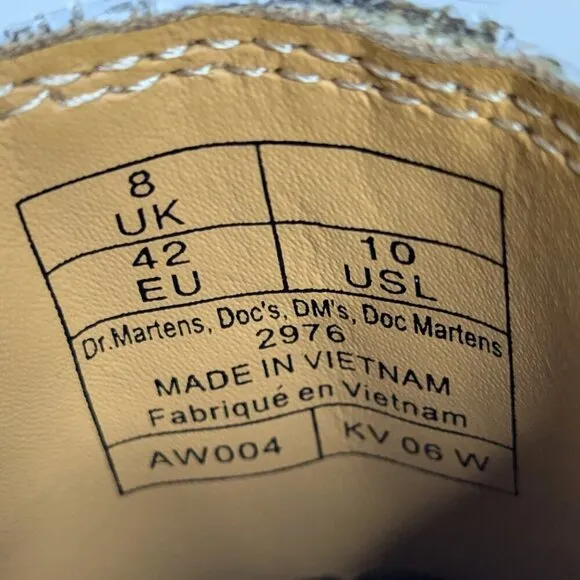 8
UK
42
EU
10
USL
Dr.Martens, Doc's, DM's, Doc Martens
2976
MADE IN VIETNAM
Fabriqué en Vietnam
AW004
KV 06 W